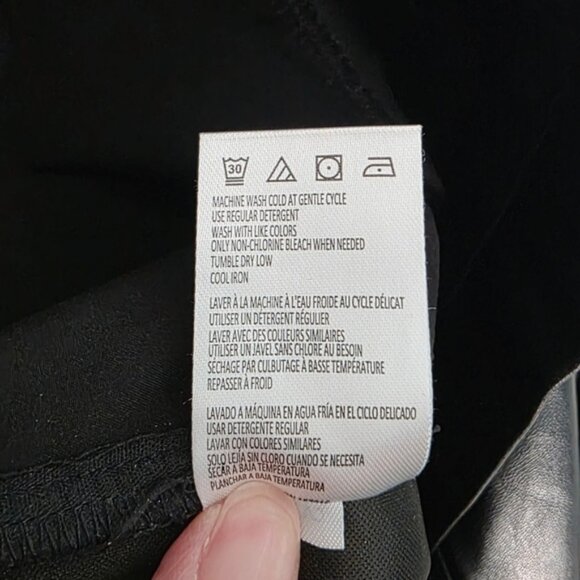 30
MACHINE WASH COLD AT GENTLE CYCLE
USE REGULAR DETERGENT
WASH WITH LIKE COLORS
ONLY NON-CHLORINE BLEACH WHEN NEEDED
TUMBLE DRY LOW
COOL IRON
LAVER À LA MACHINE À L'EAU FROIDE AU CYCLE DÉLICAT
UTILISER UN DÉTERGENT RÉGULIER
LAVER AVEC DES COULEURS SIMILAIRES
UTILISER UN JAVEL SANS CHLORE AU BESOIN
SÉCHAGE PAR CULBUTAGE À BASSE TEMPÉRATURE
REPASSER À FROID
LAVADO A MÁQUINA EN AGUA FRÍA EN EL CICLO DELICADO
USAR DETERGENTE REGULAR
LAVAR CON COLORES SIMILARES
SOLO LEJÍA SIN CLORO CUANDO SE NECESITA
SECAR A BAJA TEMPERATURA
PLANCHAR A BAJA TEMPERATURA